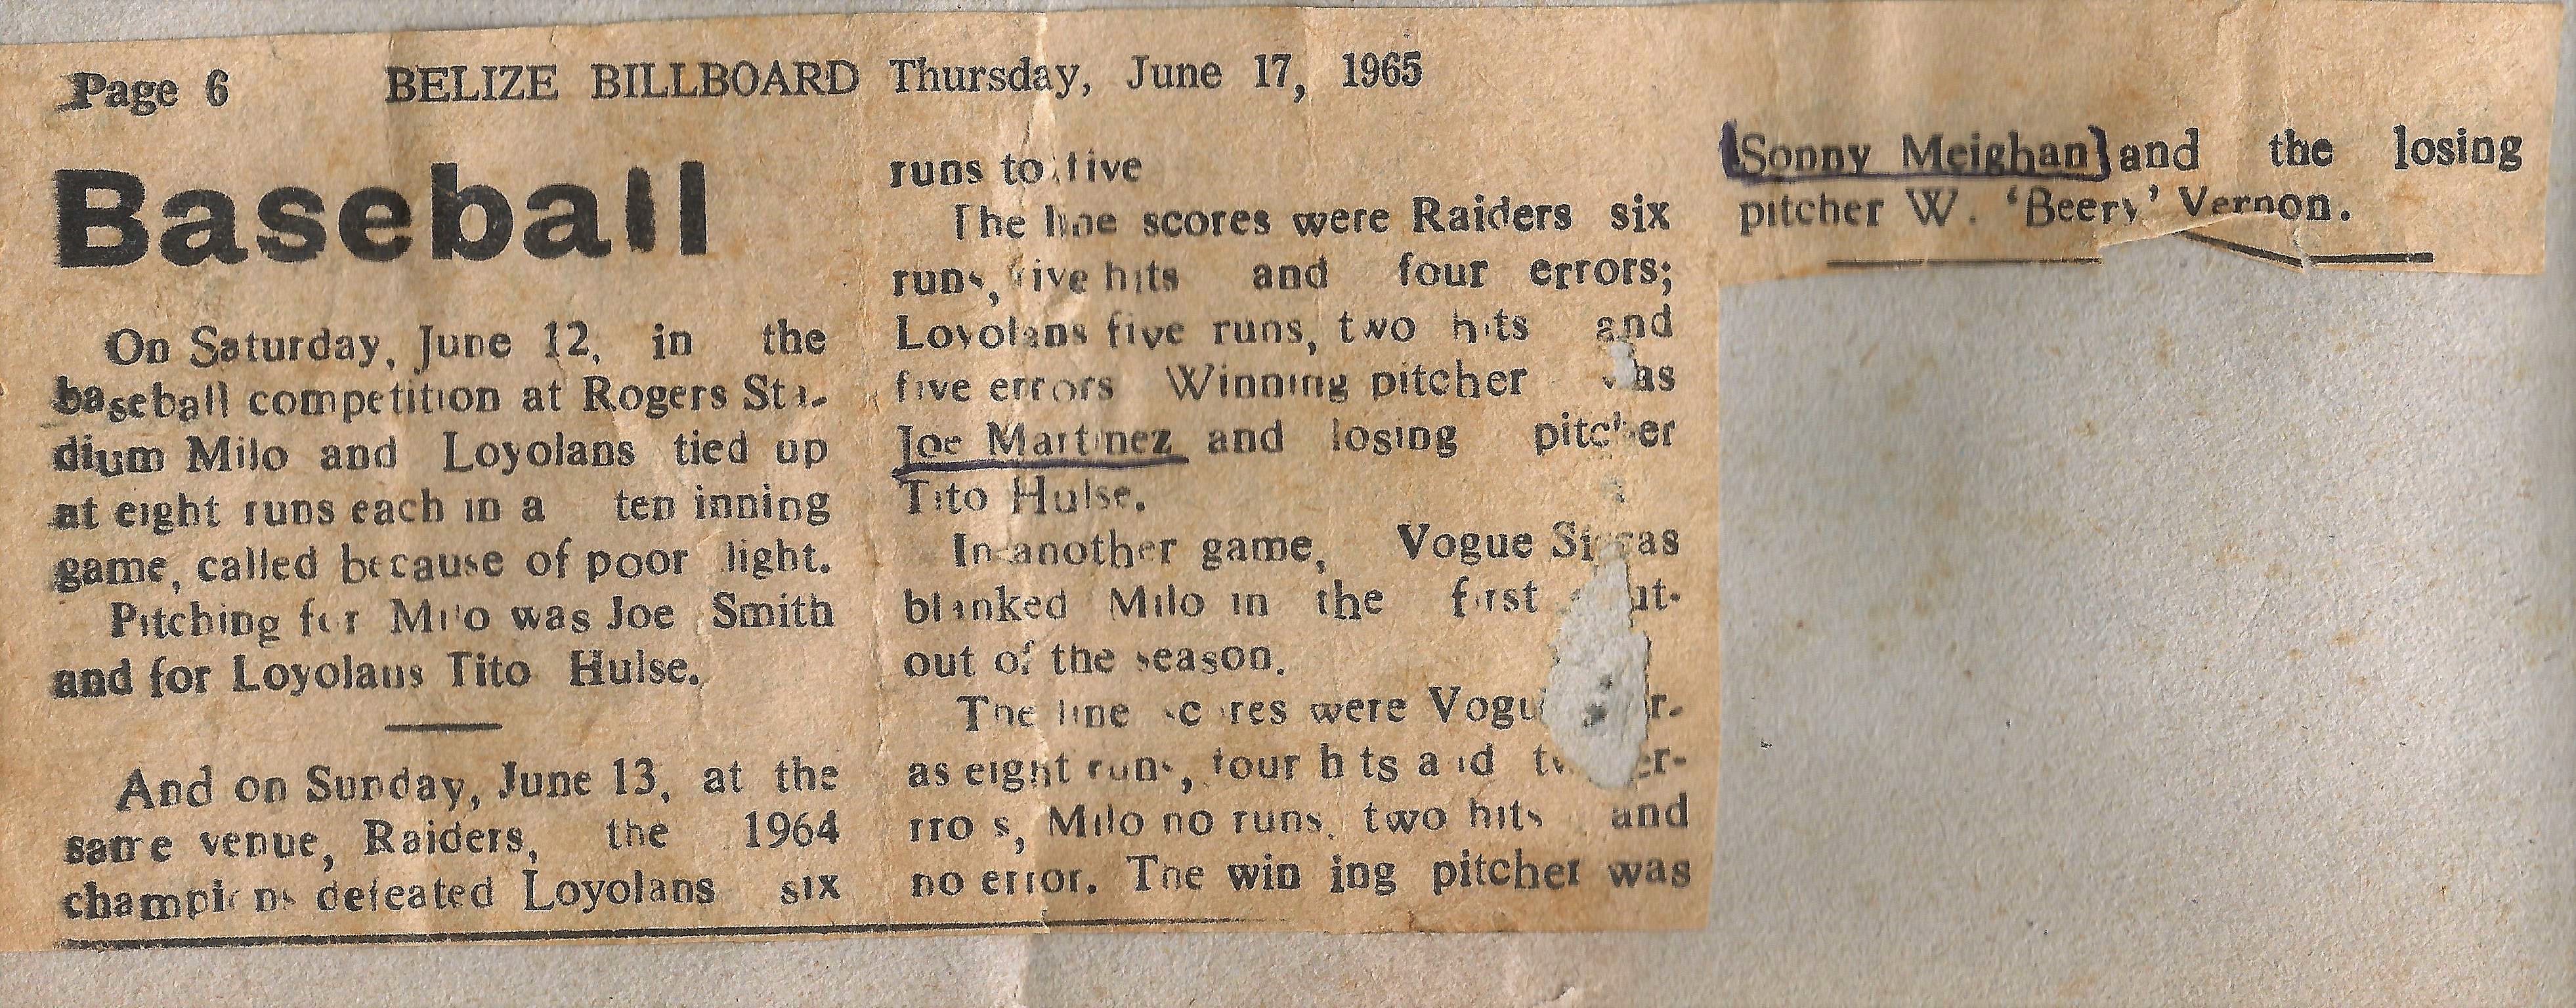 Page 6 BELIZE BILLBOARD Thursday, June 17, 1965
Baseball
On Saturday, June 12, in the
baseball competition at Rogers Sta-
dium Milo and Loyolans tied up
at eight runs each in a ten inning
game, called because of poor light.
Pitching for Milo was Joe Smith
and for Loyolans Tito Hulse.
And on Sunday, June 13, at the
same venue, Raiders, the 1964
champions defeated Loyolans six
runs to five
The line scores were Raiders six
runs, five hits and four errors;
Loyolans five runs, two hits and
five errors Winning pitcher was
Joe Martinez and losing pitcher
Tito Hulse.
In another game, Vogue
blanked Milo in the first
out of the season.
The line scores were
as eight runs, four hits and
rro s, Milo no runs, two hits and
no error. The win ing pitcher was
Sonny Meighan and the losing
pitcher W. 'Beery' Vernon.